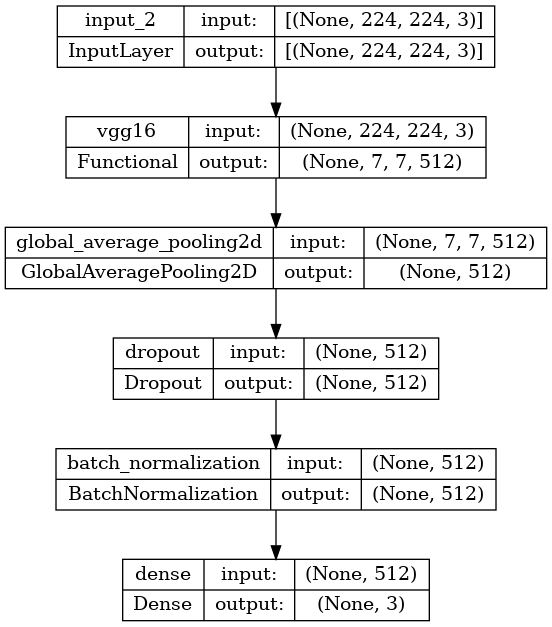 input_2 input: [(None, 224, 224, 3)]
InputLayer output: [(None, 224, 224, 3)]
vgg16 input: (None, 224, 224, 3)
Functional output: (None, 7, 7, 512)
global_average_pooling2d input: (None, 7, 7, 512)
GlobalAveragePooling2D output: (None, 512)
dropout input: (None, 512)
Dropout output: (None, 512)
batch_normalization input: (None, 512)
BatchNormalization output: (None, 512)
dense input: (None, 512)
Dense output: (None, 3)